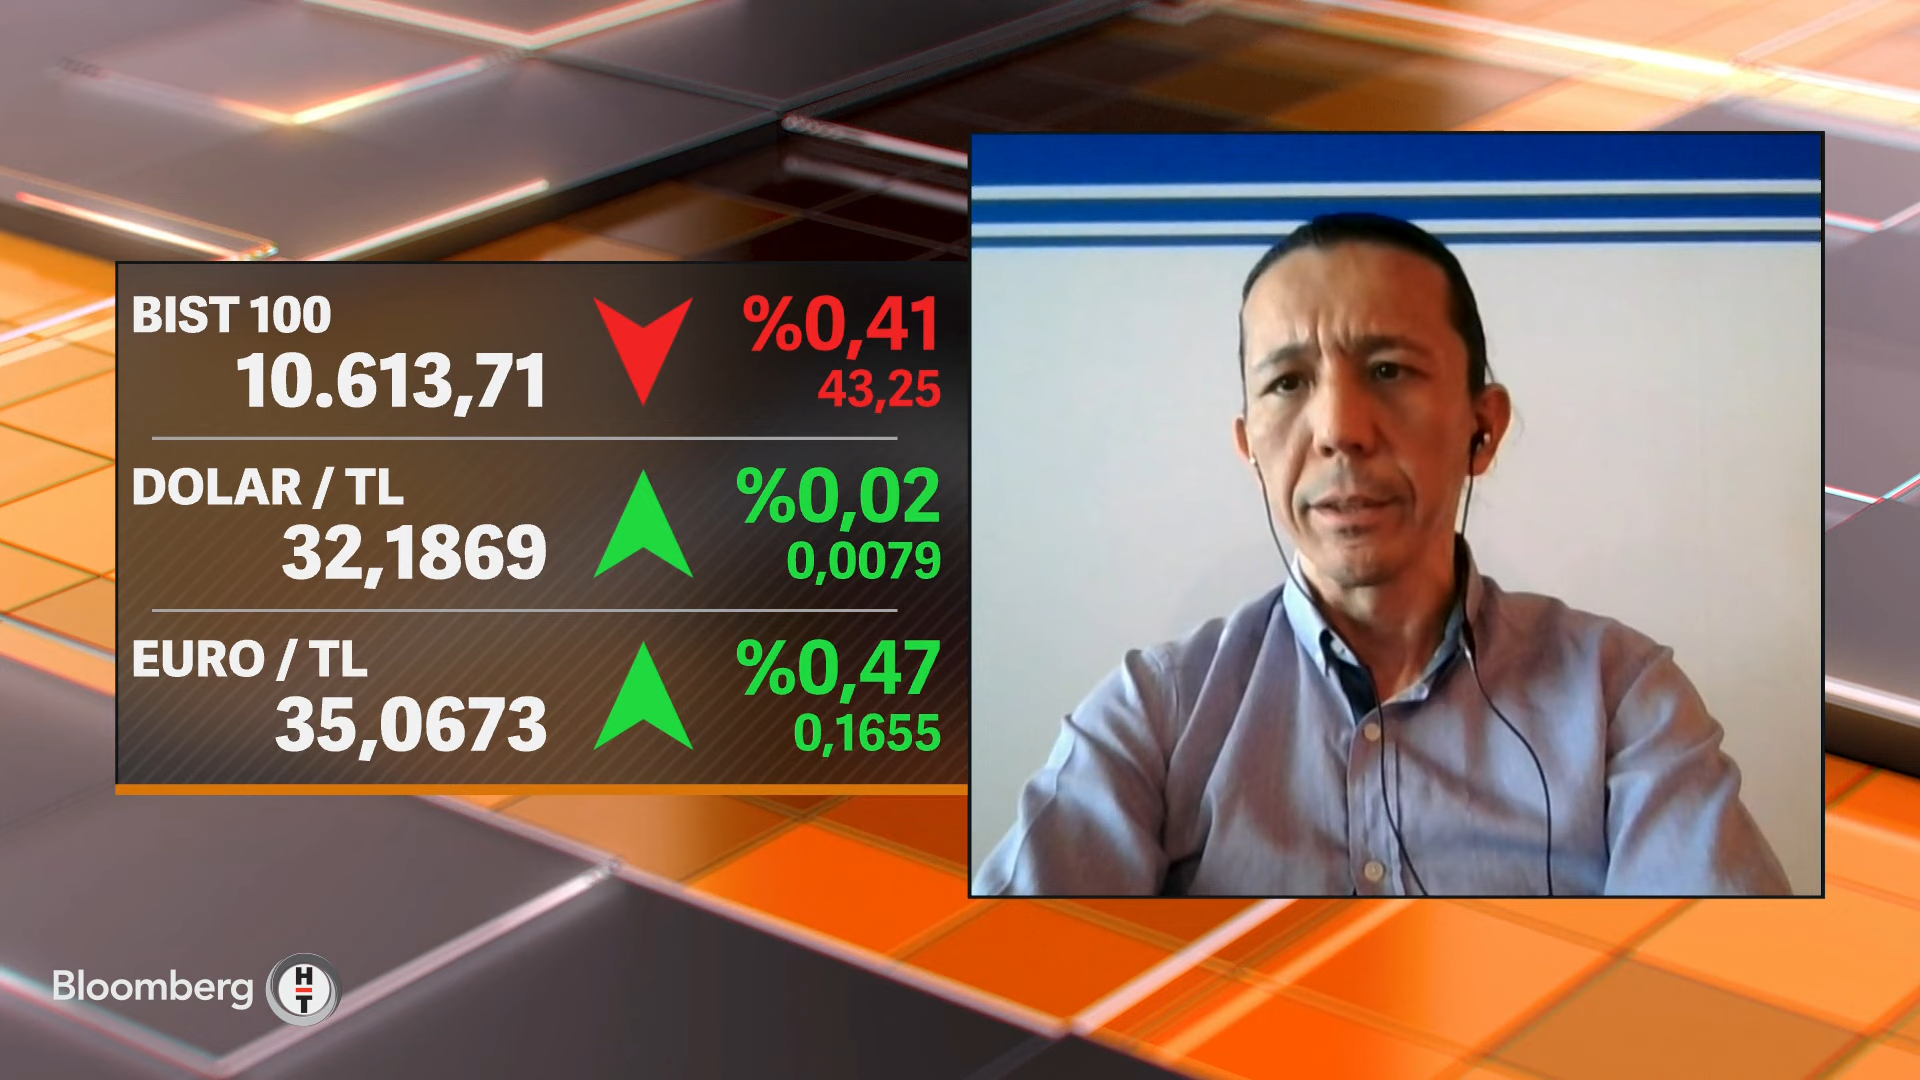 BIST 100
10.613,71
%0,41
43,25
DOLAR / TL
32,1869
%0,02
0,0079
EURO / TL
35,0673
%0,47
0,1655
Bloomberg HT